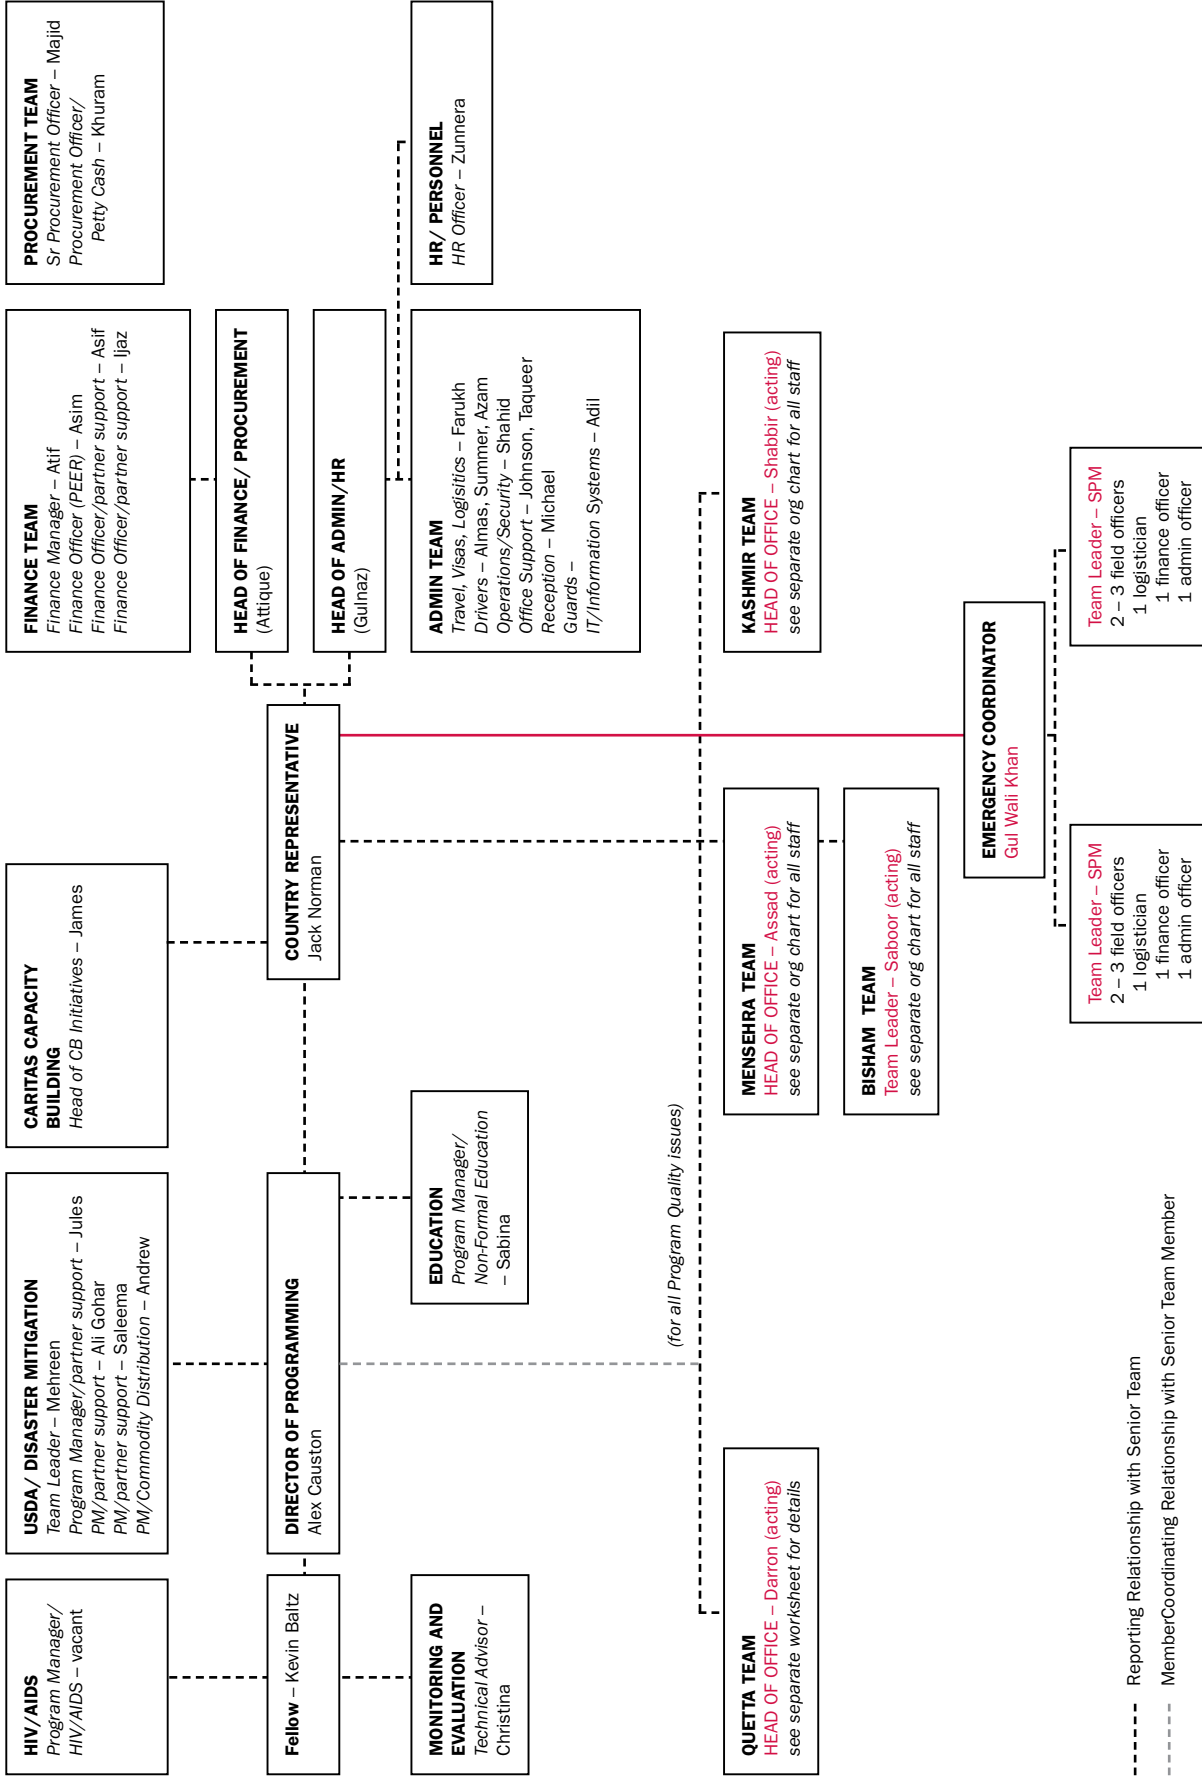 HIV/AIDS
Program Manager/
HIV/AIDS – vacant
USDA/ DISASTER MITIGATION
Team Leader – Mehreen
Program Manager/partner support – Jules
PM/partner support – Ali Gohar
PM/partner support – Saleema
PM/Commodity Distribution – Andrew
CARITAS CAPACITY
BUILDING
Head of CB Initiatives – James
FINANCE TEAM
Finance Manager – Atif
Finance Officer (PEER) – Asim
Finance Officer/partner support – Asif
Finance Officer/partner support – Ijaz
PROCUREMENT TEAM
Sr Procurement Officer – Majid
Procurement Officer/
Petty Cash – Khuram
Fellow – Kevin Baltz
DIRECTOR OF PROGRAMMING
Alex Causton
COUNTRY REPRESENTATIVE
Jack Norman
HEAD OF FINANCE/ PROCUREMENT
(Attique)
HEAD OF ADMIN/HR
(Gulnaz)
MONITORING AND
EVALUATION
Technical Advisor –
Christina
EDUCATION
Program Manager/
Non-Formal Education
– Sabina
ADMIN TEAM
Travel, Visas, Logisitics – Farukh
Drivers – Almas, Summer, Azam
Operations/Security – Shahid
Office Support – Johnson, Taqueer
Reception – Michael
Guards –
IT/Information Systems – Adil
HR/ PERSONNEL
HR Officer – Zunnera
(for all Program Quality issues)
QUETTA TEAM
HEAD OF OFFICE – Darron (acting)
see separate worksheet for details
MENSEHRA TEAM
HEAD OF OFFICE – Assad (acting)
see separate org chart for all staff
KASHMIR TEAM
HEAD OF OFFICE – Shabbir (acting)
see separate org chart for all staff
BISHAM TEAM
Team Leader – Saboor (acting)
see separate org chart for all staff
EMERGENCY COORDINATOR
Gul Wali Khan
Team Leader – SPM
2 – 3 field officers
1 logistician
1 finance officer
1 admin officer
Team Leader – SPM
2 – 3 field officers
1 logistician
1 finance officer
1 admin officer
Reporting Relationship with Senior Team
MemberCoordinating Relationship with Senior Team Member